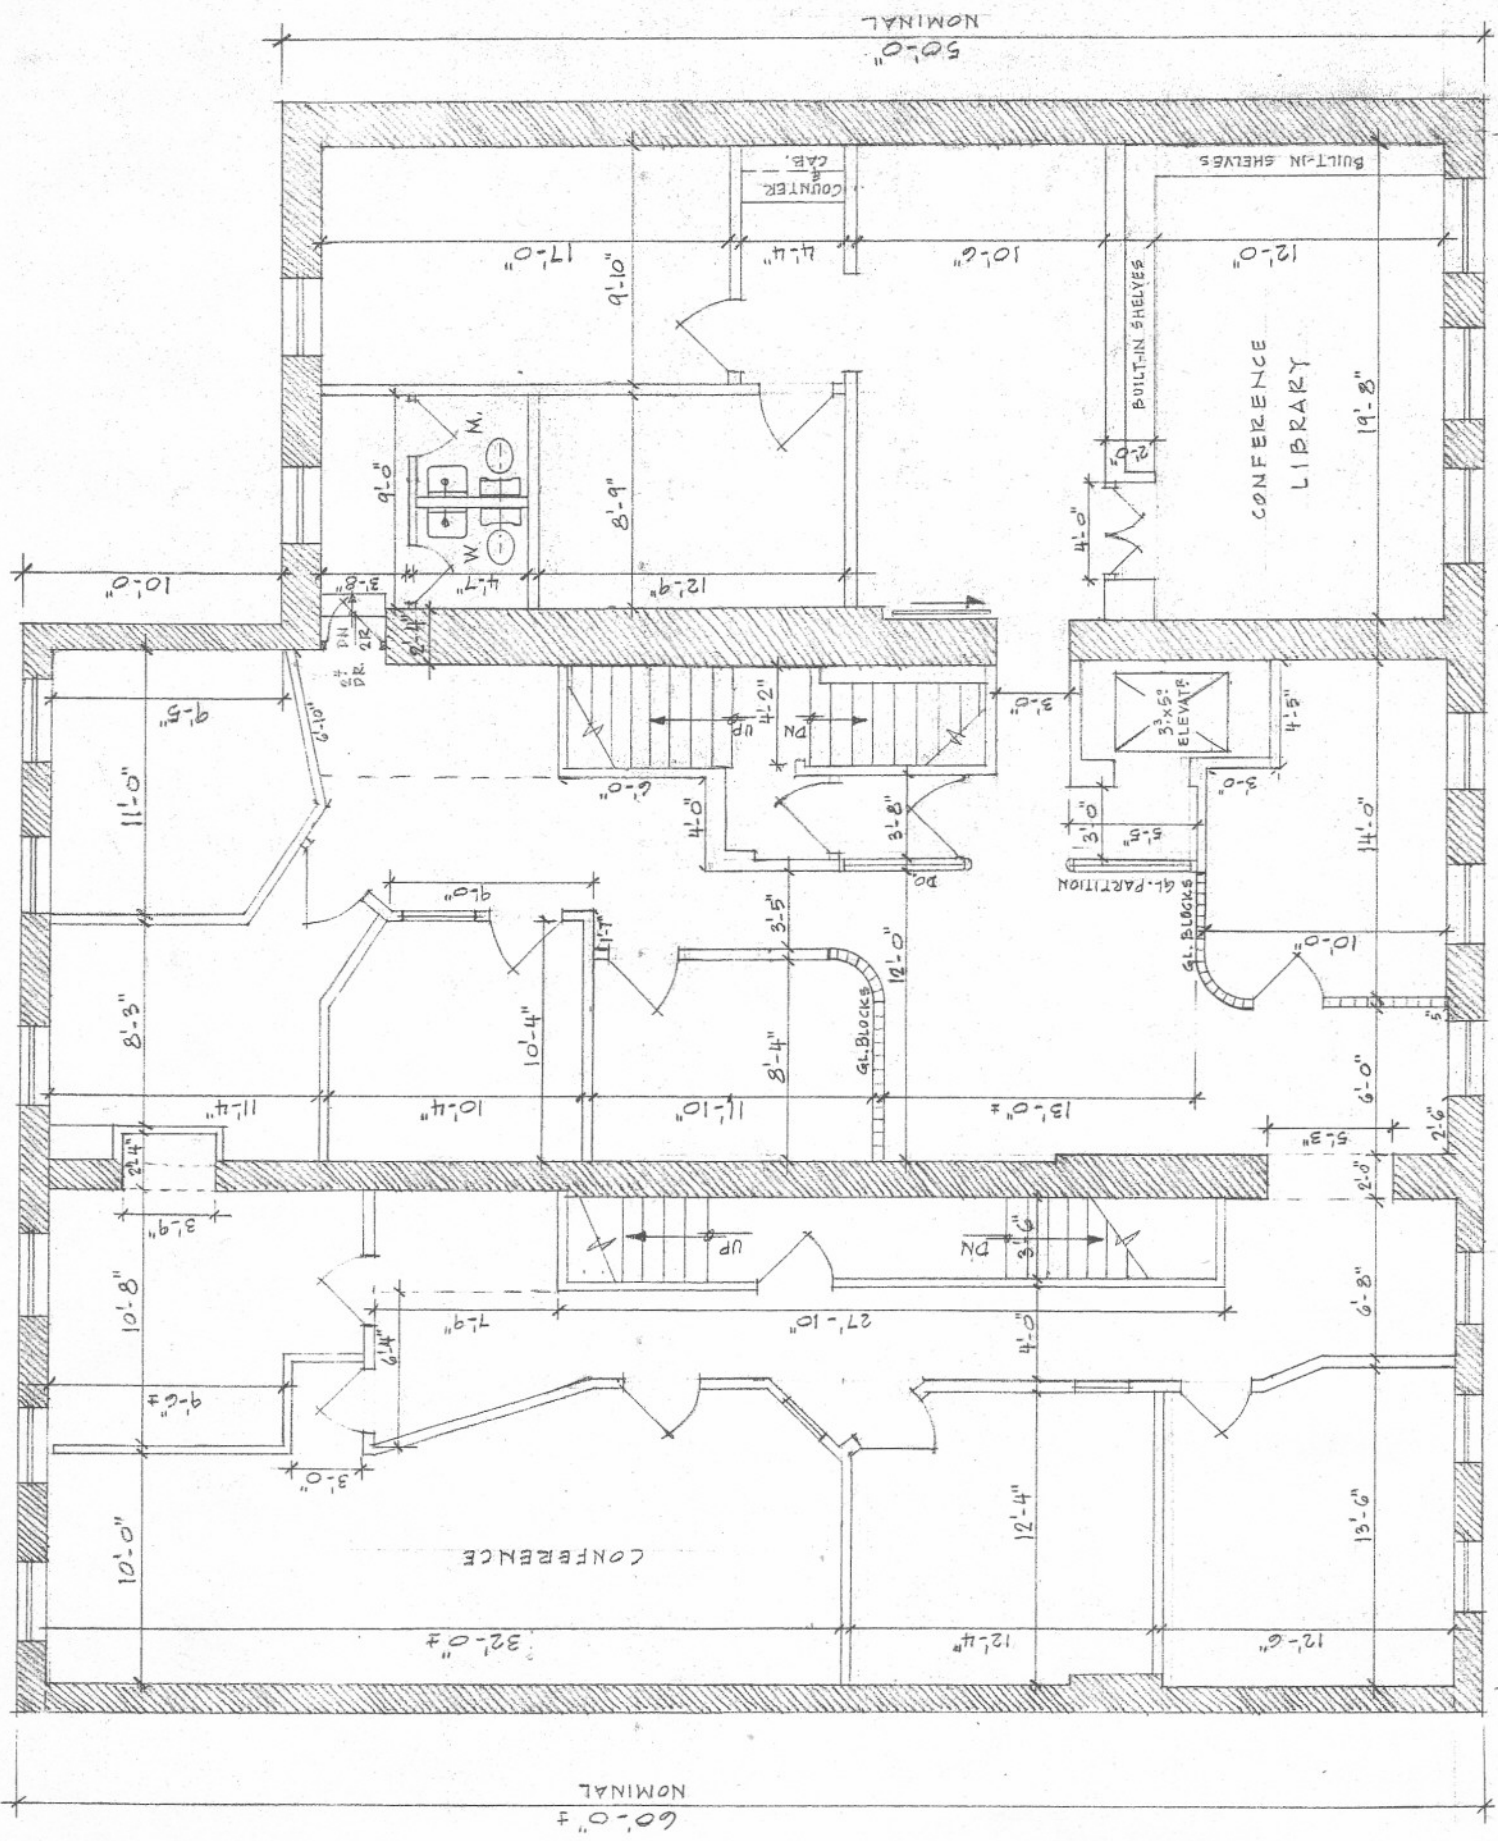 NOMINAL
50'-0"
BUILT-IN SHELVES
CAB.
&
COUNTER
17'-0"
4'-4"
10'-6"
12'-0"
9'-10"
BUILT-IN SHELVES
CONFERENCE
LIBRARY
19'-8"
M.
W
9'-0"
8'-9"
2'-0"
4'-0"
10'-0"
3'-8"
4'-7"
12'-9"
DN
2R
DR.
2'-4"
9'-5"
6'-10"
4'-2"
UP
DN
3'-0"
ELEVATR
4'-5"
11'-0"
6'-0"
4'-0"
3'-8"
3'-0"
5'-5"
3'-0"
14'-0"
DO.
GL. PARTITION
9'-0"
1'-7"
3'-5"
12'-0"
GL. BLOCKS
10'-0"
8'-3"
10'-4"
8'-4"
GL. BLOCKS
5"
6'-0"
11'-4"
10'-4"
11'-10"
13'-0"±
5'-3"
2'-6"
2'-4"
2'-0"
3'-9"
UP
DN
3'-6"
10'-8"
7'-9"
27'-10"
6'-4"
4'-0"
6'-8"
9'-6"±
3'-0"
10'-0"
CONFERENCE
12'-4"
13'-6"
32'-0"±
12'-4"
12'-6"
NOMINAL
60'-0"±